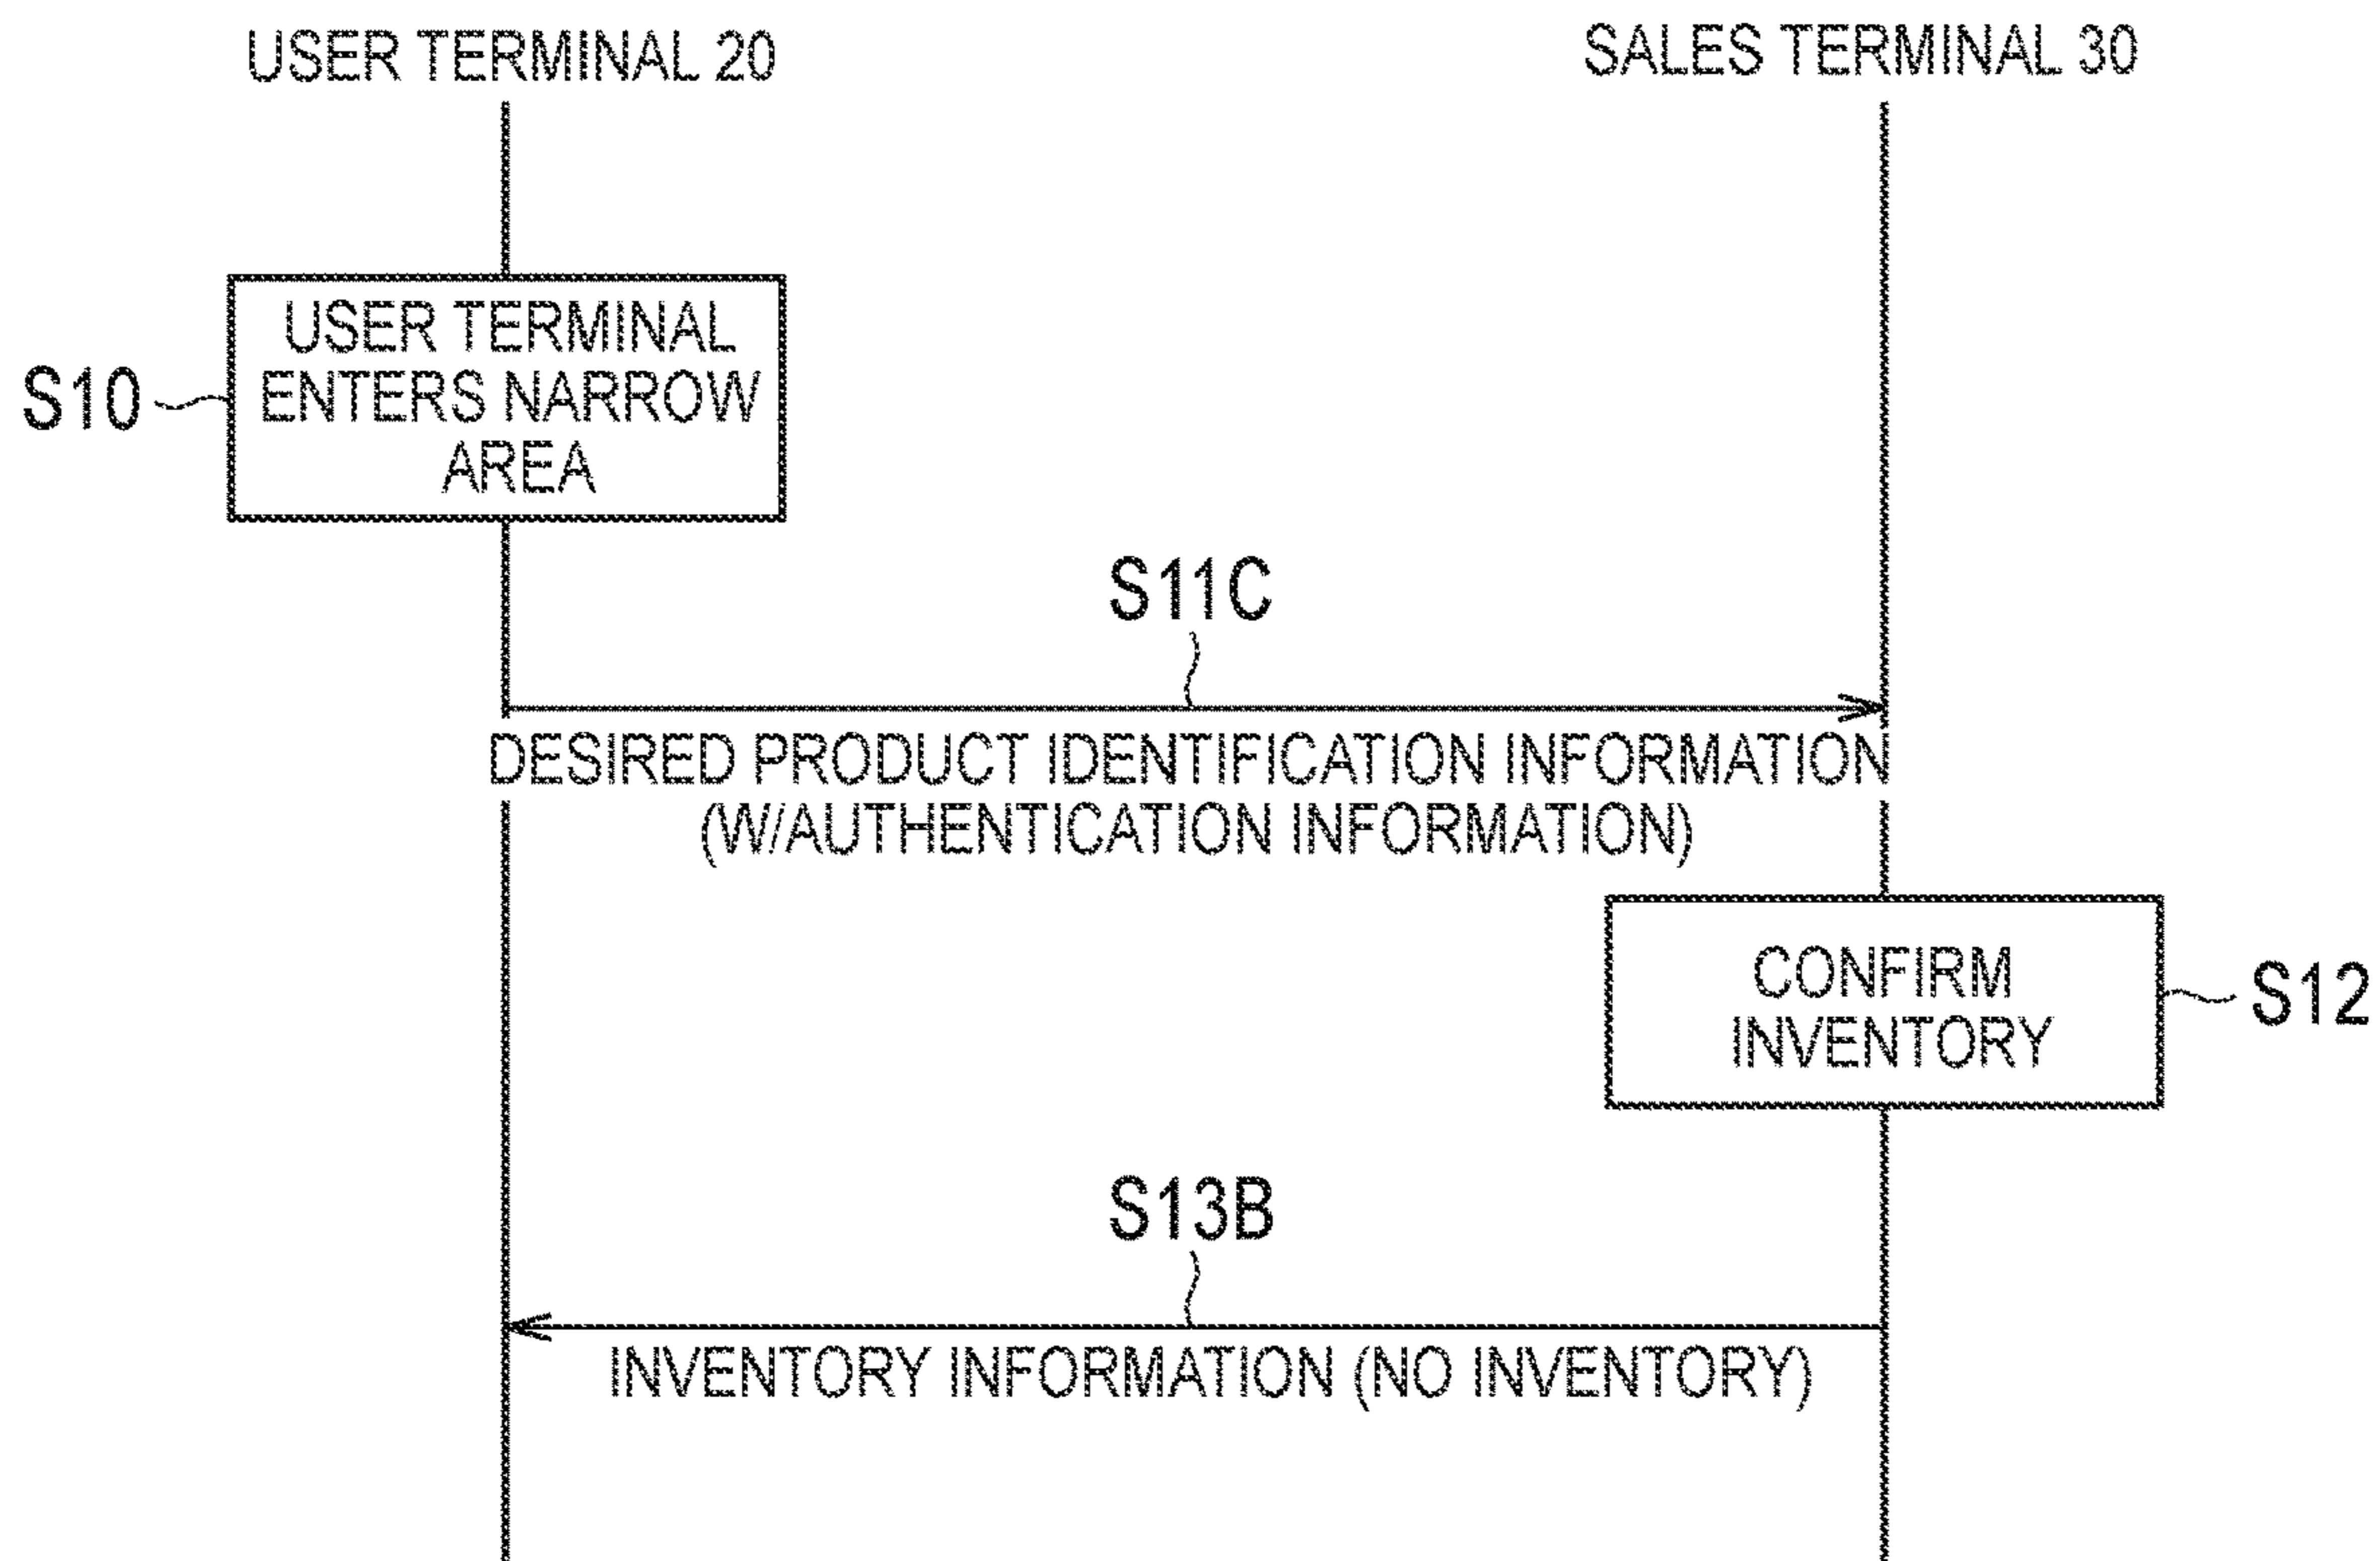 USER TERMINAL 20
SALES TERMINAL 30
USER TERMINAL
ENTERS NARROW
AREA
S10
S11C
DESIRED PRODUCT IDENTIFICATION INFORMATION
(W/AUTHENTICATION INFORMATION)
CONFIRM
INVENTORY
S12
S13B
INVENTORY INFORMATION (NO INVENTORY)